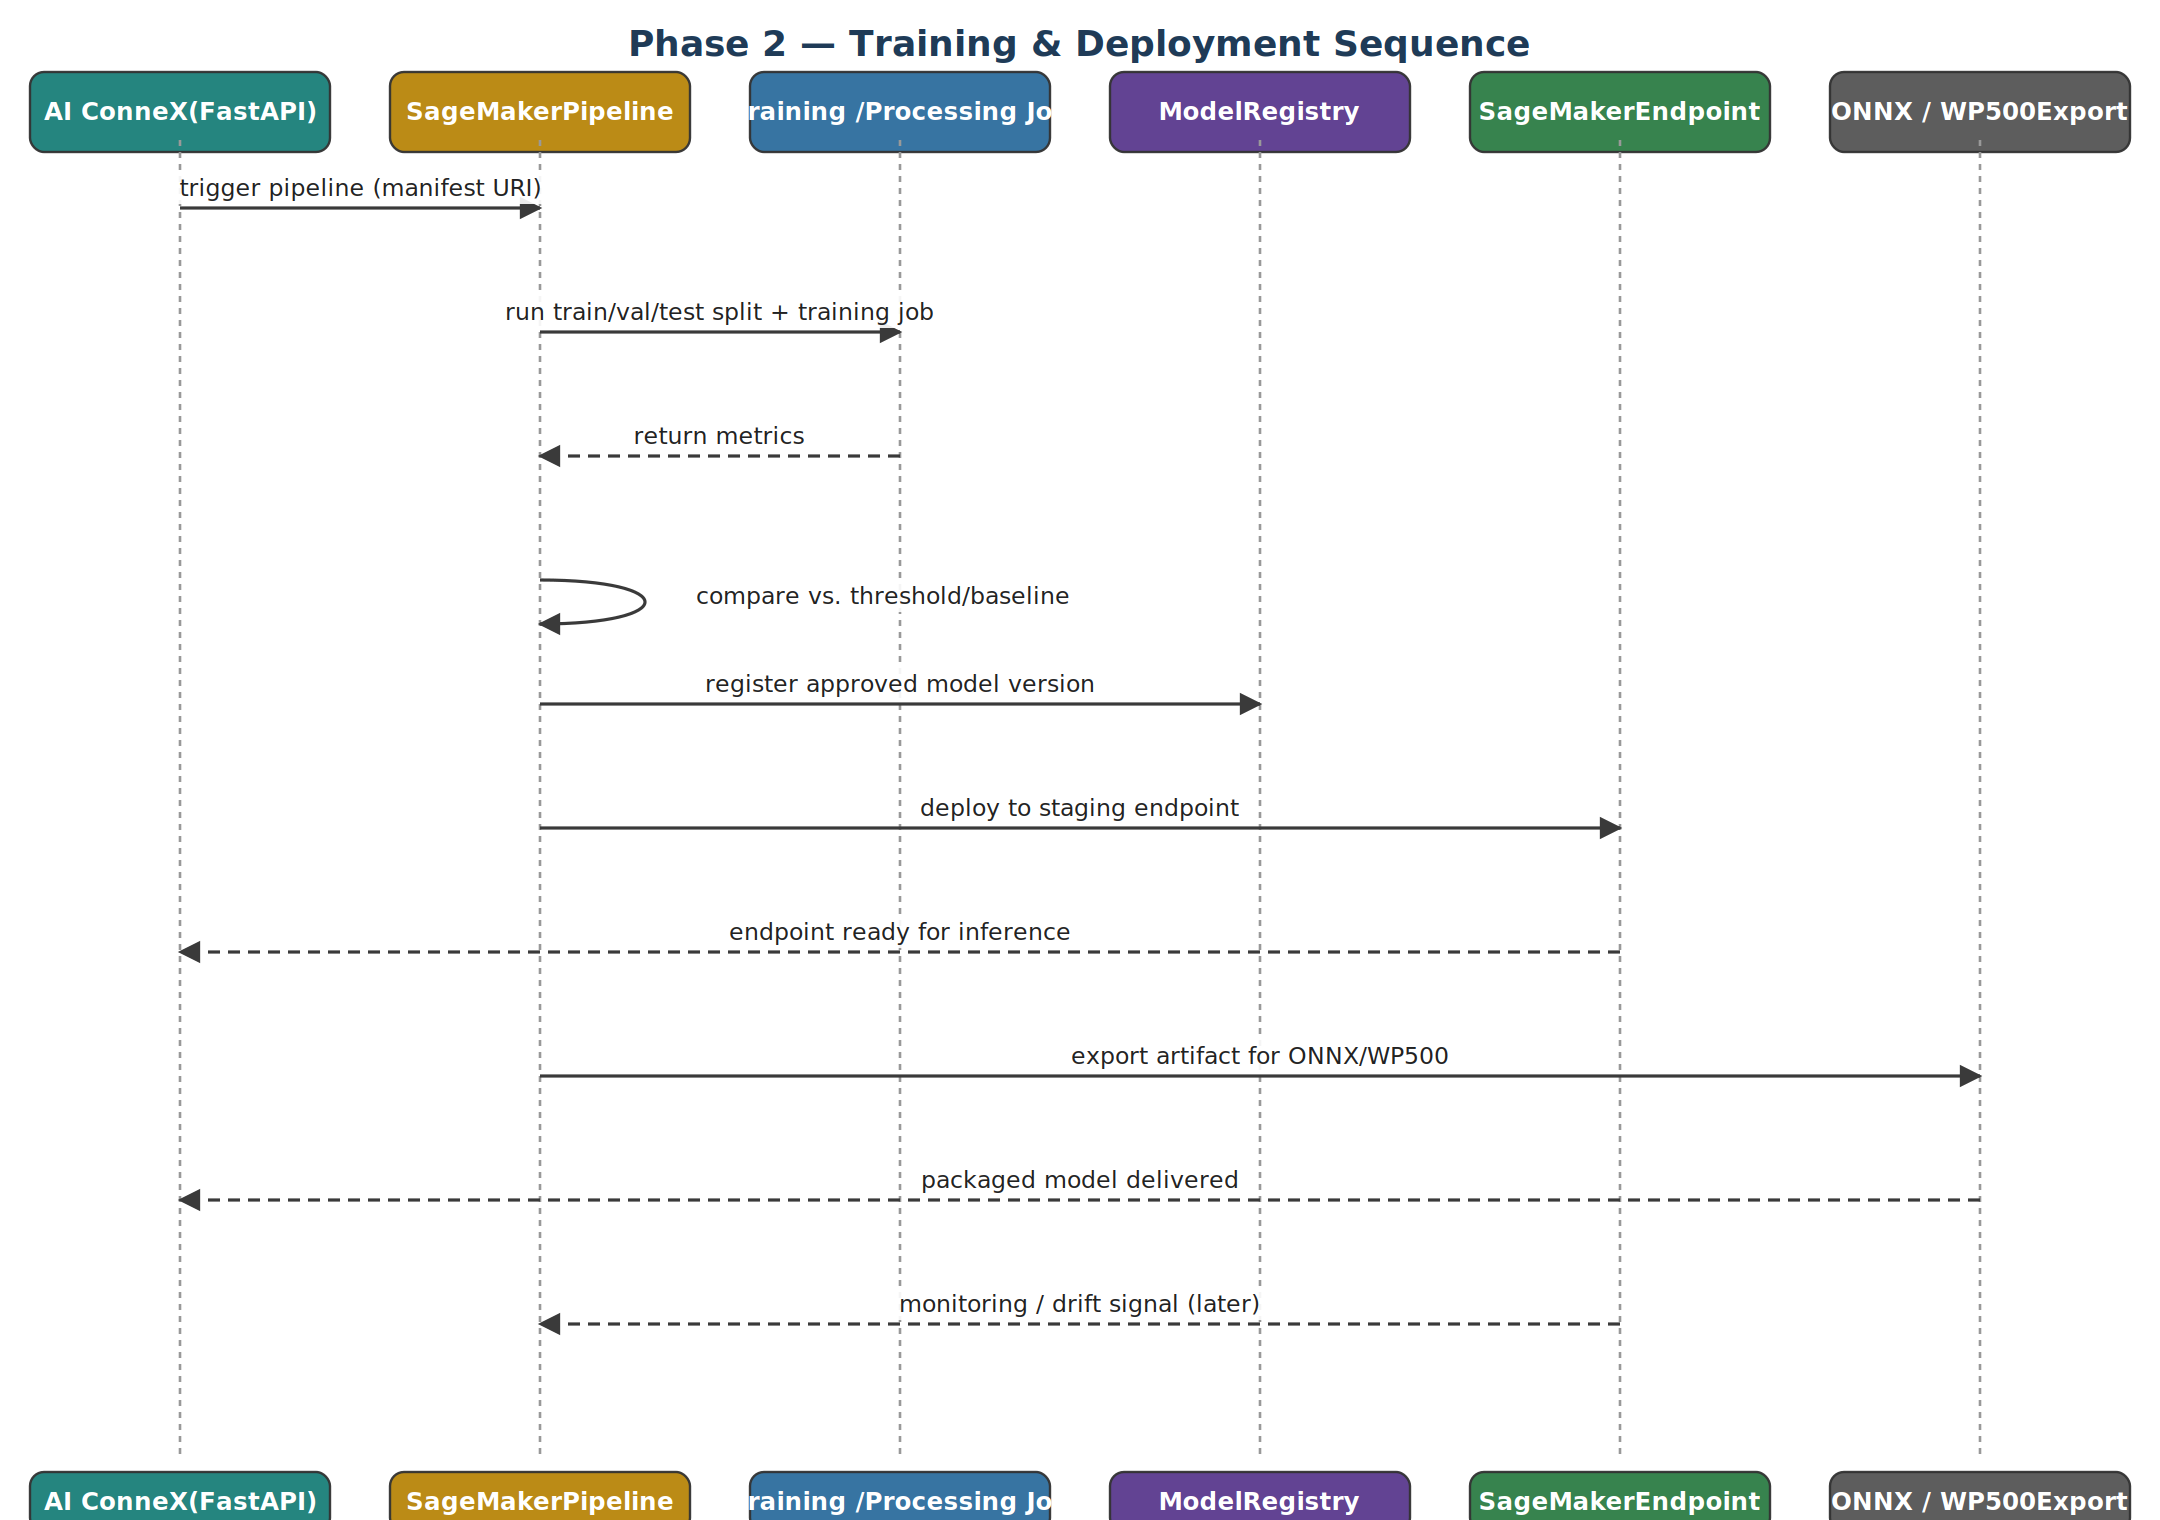 Phase 2 — Training & Deployment Sequence
AI ConneX(FastAPI)
SageMakerPipeline
raining /Processing Jo
ModelRegistry
SageMakerEndpoint
ONNX / WP500Export
trigger pipeline (manifest URI)
run train/val/test split + training job
return metrics
compare vs. threshold/baseline
register approved model version
deploy to staging endpoint
endpoint ready for inference
export artifact for ONNX/WP500
packaged model delivered
monitoring / drift signal (later)
AI ConneX(FastAPI)
SageMakerPipeline
raining /Processing Jo
ModelRegistry
SageMakerEndpoint
ONNX / WP500Export